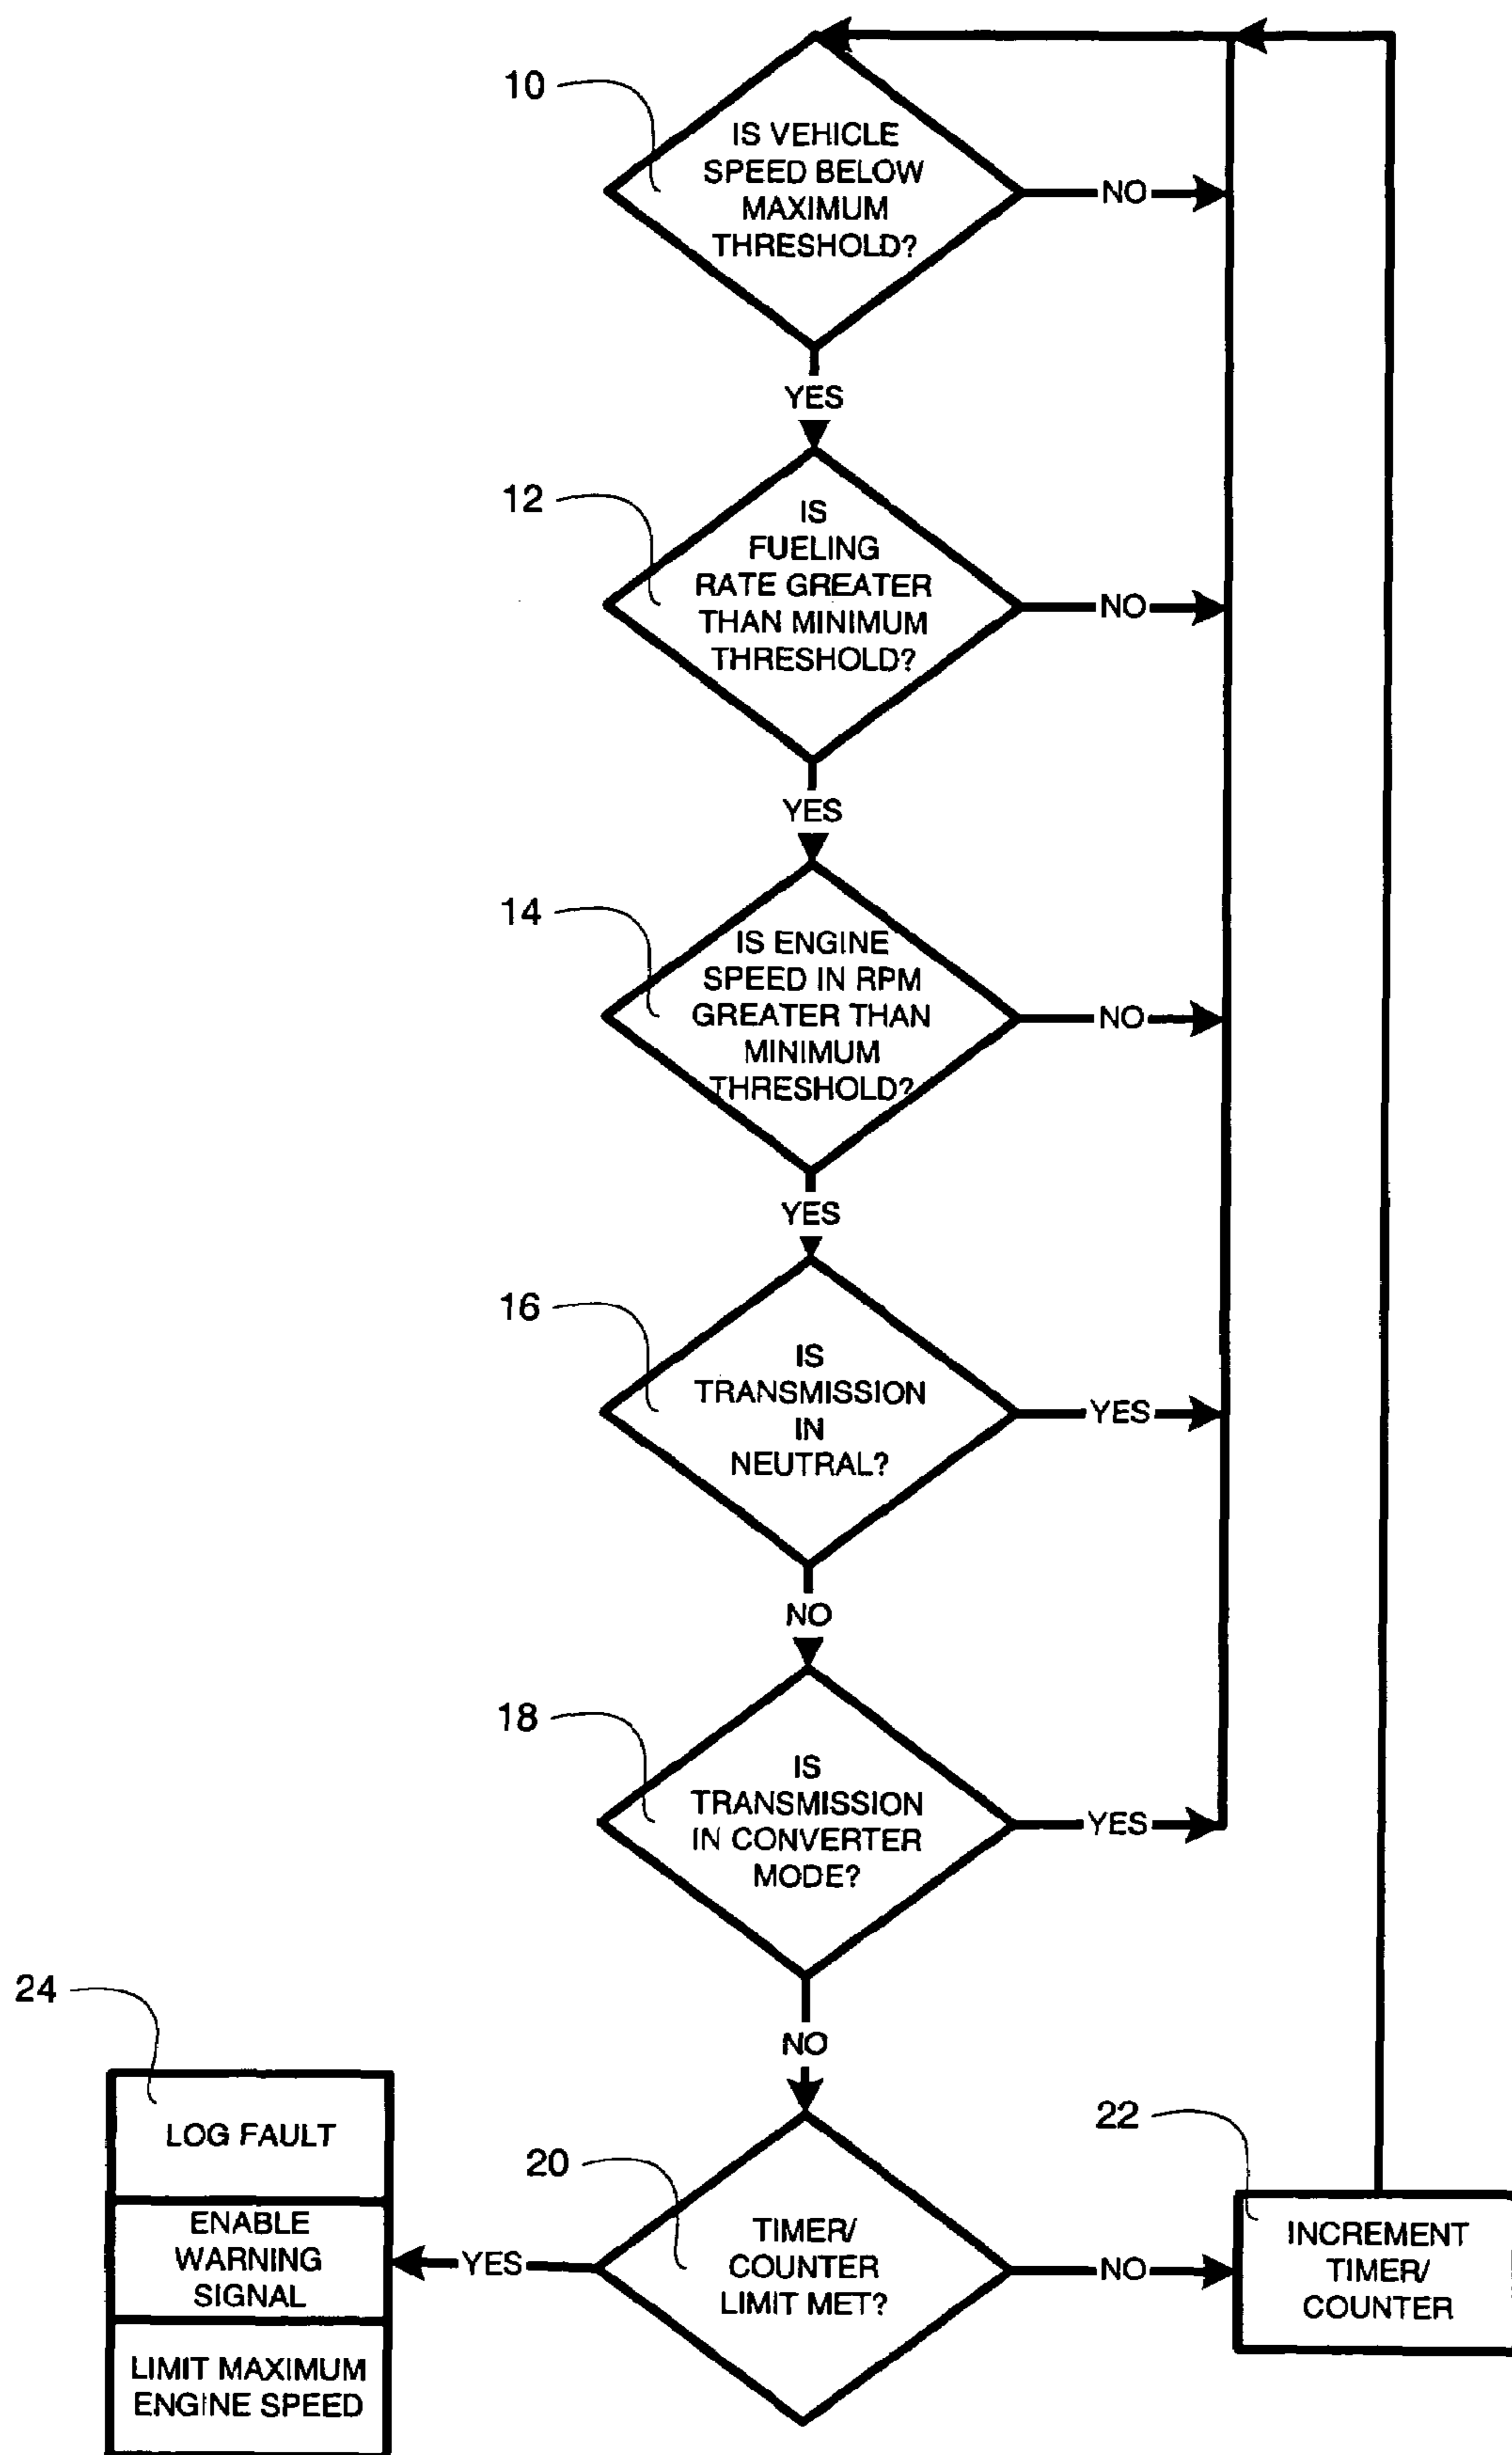 10
IS VEHICLE
SPEED BELOW
MAXIMUM
THRESHOLD?
NO
YES
12
IS
FUELING
RATE GREATER
THAN MINIMUM
THRESHOLD?
NO
YES
14
IS ENGINE
SPEED IN RPM
GREATER THAN
MINIMUM
THRESHOLD?
NO
YES
16
IS
TRANSMISSION
IN
NEUTRAL?
YES
NO
18
IS
TRANSMISSION
IN CONVERTER
MODE?
YES
NO
20
TIMER/
COUNTER
LIMIT MET?
YES
NO
24
LOG FAULT
ENABLE
WARNING
SIGNAL
LIMIT MAXIMUM
ENGINE SPEED
22
INCREMENT
TIMER/
COUNTER